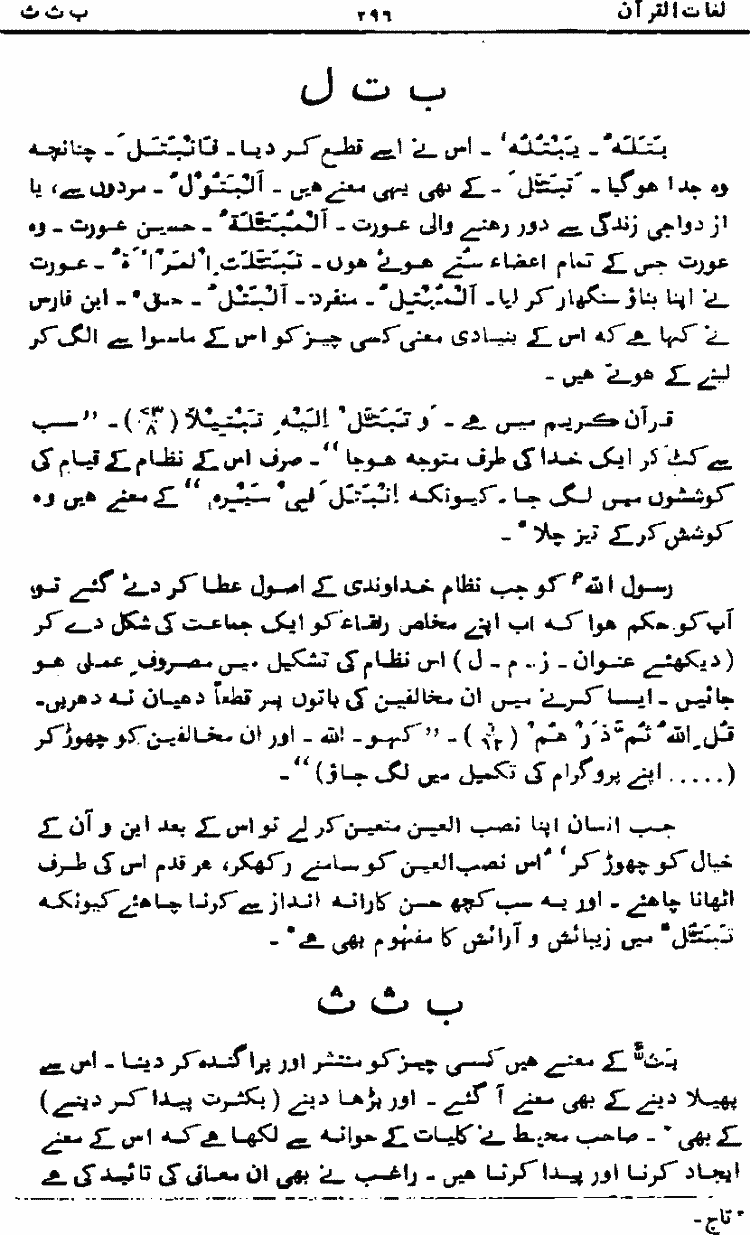 لغات القرآن ۲۹۶ ب ث ث
ب ت ل
بَتَلَہٗ ۔ یَبْتُلُہٗ ۔ اس نے اسے قطع کر دیا۔ فَانْبَتَلَ ۔ چنانچہ
وہ جدا ہوگیا ۔ تَبَتَّلَ ۔ کے بھی یہی معنے ہیں ۔ اَلْبَتُوْلُ ۔ مردوں سے، یا
از دواجی زندگی سے دور رہنے والی عورت ۔ اَلْمُبَتَّلَۃُ ۔ حسین عورت ۔ وہ
عورت جس کے تمام اعضاء ستے ہوئے ہوں ۔ تَبَتَّلَتِ الْمَرْاَۃُ ۔ عورت
نے اپنا بناؤ سنگھار کر لیا۔ اَلْمُبْتِلُ ۔ منفرد۔ اَلْبَتْلُ ۔ حق* ۔ ابن فارس
نے کہا ہے کہ اس کے بنیادی معنی کسی چیز کو اس کے ماسوا سے الگ کر
لینے کے ہوتے ہیں ۔
قرآن کریم میں ہے ۔ وَ تَبَتَّلْ اِلَیْہِ تَبْتِیْلًا (۷۳/۸) ۔ ”سب
سے کٹ کر ایک خدا کی طرف متوجہ ہوجا“ ۔ صرف اس کے نظام کے قیام کی
کوششوں میں لگ جا ۔ کیونکہ اِنْبَتَلَ فِیْ سَیْرِہٖ “ کے معنے ہیں وہ
کوشش کر کے تیز چلا* ۔
رسول اللہ ؐ کو جب نظام خداوندی کے اصول عطا کر دئے گئے تو،
آپ کو حکم ہوا کہ اب اپنے مخلص رفقاء کو ایک جماعت کی شکل دے کر
(دیکھئے عنوان ۔ ز ۔ م ۔ ل) اس نظام کی تشکیل میں مصروفِ عملی ہو
جائیں ۔ ایسا کرنے میں ان مخالفین کی باتوں پر قطعاً دھیان نہ دھریں۔
قُلِ اللہُ ثُمَّ ذَرْ ھُمْ ۔ ”کہو ۔ اللہ ۔ اور ان مخالفین کو چھوڑ کر
(..... اپنے پروگرام کی تکمیل میں لگ جاؤ)“ ۔
جب انسان اپنا نصب العین متعین کر لے تو اس کے بعد این و آن کے
خیال کو چھوڑ کر، اس نصب العین کو سامنے رکھکر، ہر قدم اس کی طرف
اٹھانا چاہئے ۔ اور یہ سب کچھ حسن کارانہ انداز سے کرنا چاہئے کیونکہ
تَبَتُّلٌ میں زیبائش و آرائش کا مفہوم بھی ہے* ۔
ب ث ث
بَثٌّ کے معنے ہیں کسی چیز کو منتشر اور پراگندہ کر دینا ۔ اس سے
پھیلا دینے کے بھی معنے آ گئے ۔ اور بڑھا دینے (بکثرت پیدا کر دینے)
کے بھی* ۔ صاحب محیط نے کلیات کے حوالہ سے لکھا ہے کہ اس کے معنے
ایجاد کرنا اور پیدا کرنا ہیں ۔ راغب نے بھی ان معانی کی تائید کی ہے
*تاج ۔